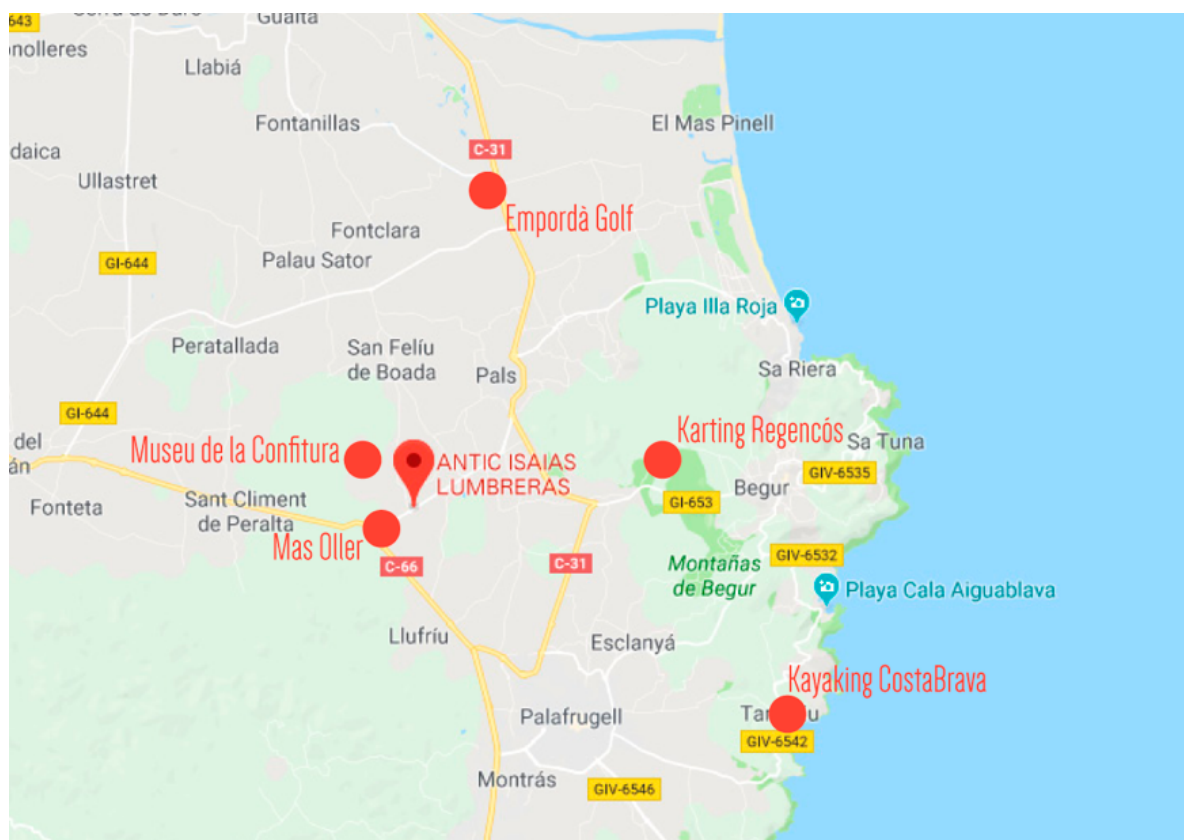 643
Gualta
onolleres
Llabiá
Fontanillas
El Mas Pinell
C-31
daica
Ullastret
Empordà Golf
Fontclara
Palau Sator
GI-644
Playa Illa Roja
Peratallada
San Felíu
de Boada
Pals
Sa Riera
GI-644
del
án
Museu de la Confitura
ANTIC ISAIAS
LUMBRERAS
Karting Regencós
Sa Tuna
GIV-6535
Begur
GI-653
Fonteta
Sant Climent
de Peralta
Mas Oller
C-66
C-31
Montañas
de Begur
GIV-6532
Playa Cala Aiguablava
Llufríu
Esclanyá
Kayaking CostaBrava
Palafrugell
GIV-6542
Montrás
GIV-6546